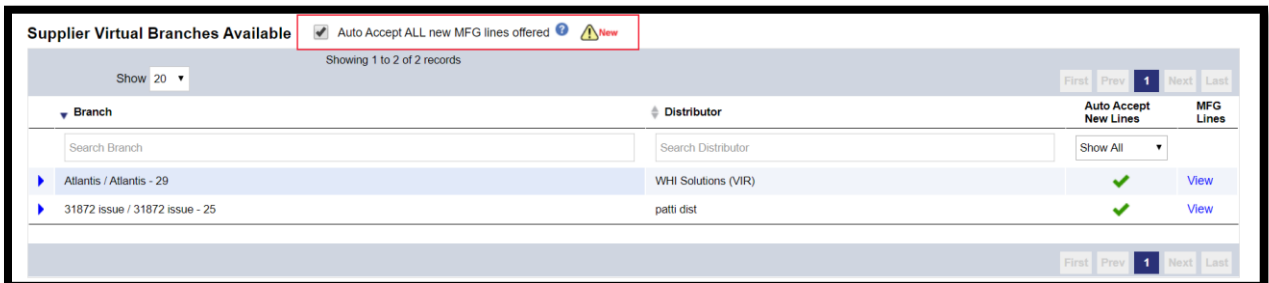 Supplier Virtual Branches Available Auto Accept ALL new MFG lines offered ? New
Showing 1 to 2 of 2 records
Show 20 First Prev 1 Next Last
Branch Distributor Auto Accept New Lines MFG Lines
Search Branch Search Distributor Show All
Atlantis / Atlantis - 29 WHI Solutions (VIR) View
31872 issue / 31872 issue - 25 patti dist View
First Prev 1 Next Last